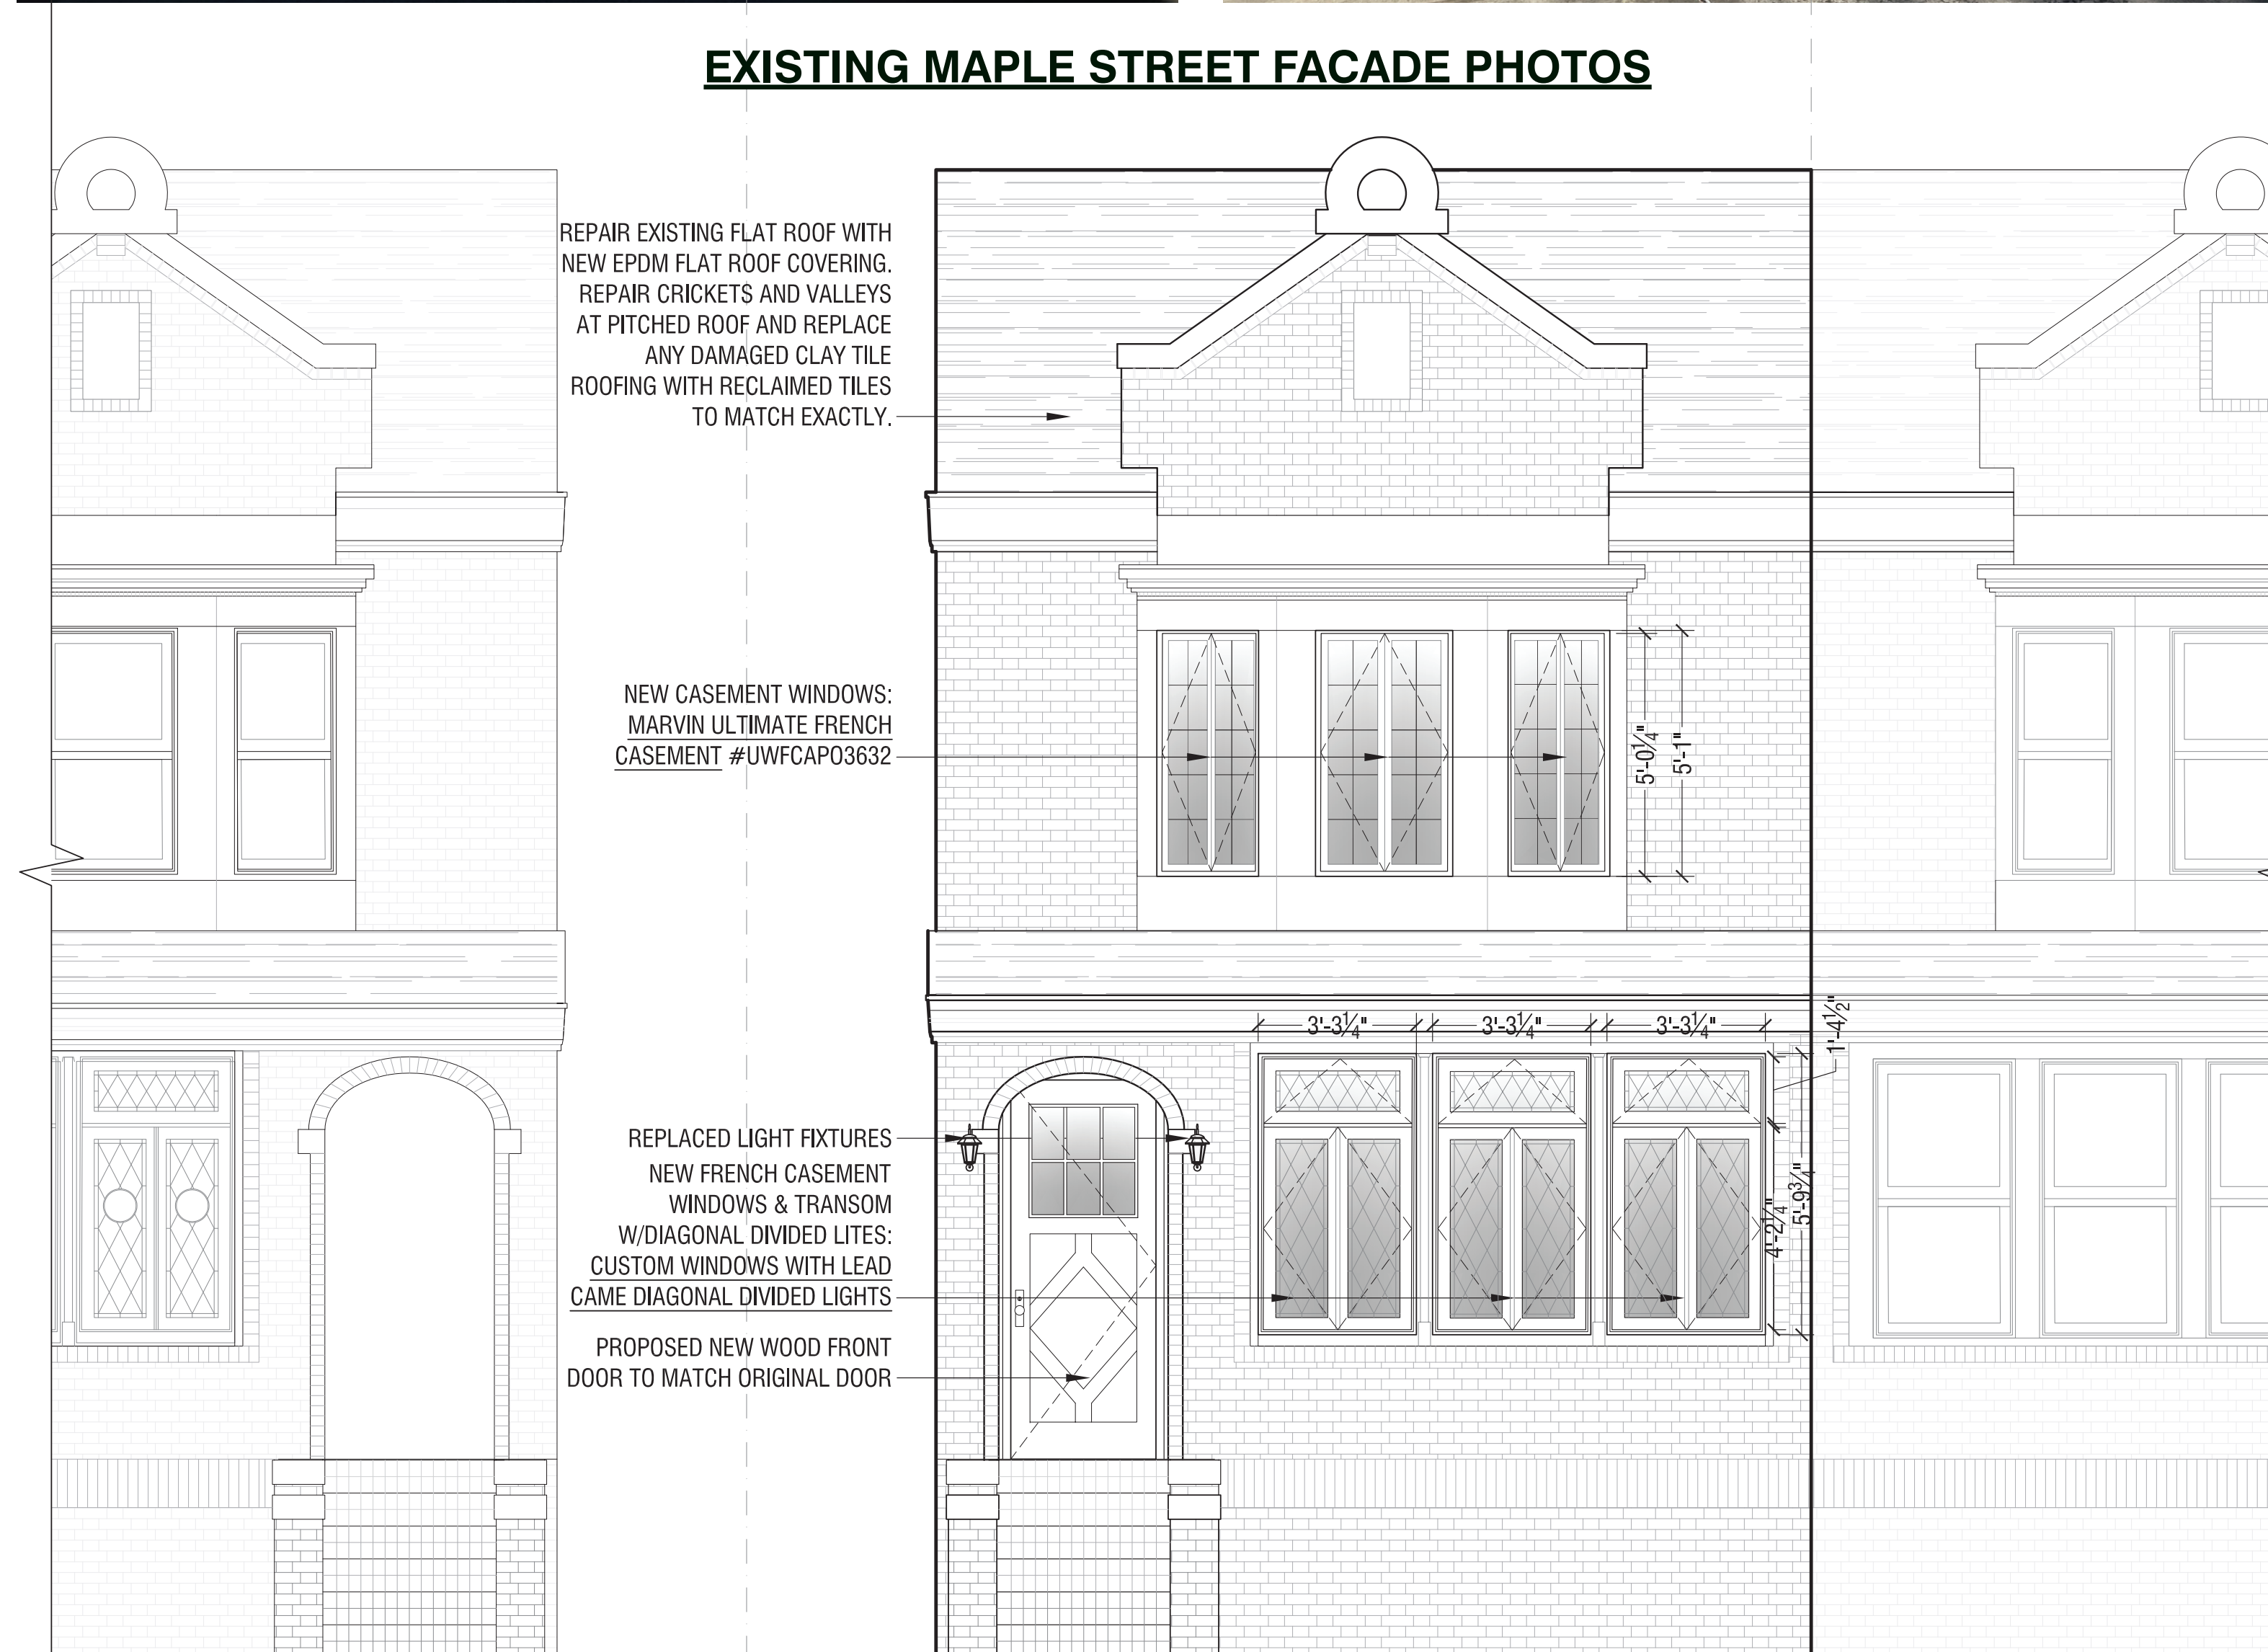 EXISTING MAPLE STREET FACADE PHOTOS
REPAIR EXISTING FLAT ROOF WITH
NEW EPDM FLAT ROOF COVERING.
REPAIR CRICKETS AND VALLEYS
AT PITCHED ROOF AND REPLACE
ANY DAMAGED CLAY TILE
ROOFING WITH RECLAIMED TILES
TO MATCH EXACTLY.
NEW CASEMENT WINDOWS:
MARVIN ULTIMATE FRENCH
CASEMENT #UWFCAPO3632
5'-0¼"
5'-1"
3'-3¼"
3'-3¼"
3'-3¼"
1'-4½"
REPLACED LIGHT FIXTURES
NEW FRENCH CASEMENT
WINDOWS & TRANSOM
W/DIAGONAL DIVIDED LITES:
CUSTOM WINDOWS WITH LEAD
CAME DIAGONAL DIVIDED LIGHTS
4'-2¼"
5'-9¾"
PROPOSED NEW WOOD FRONT
DOOR TO MATCH ORIGINAL DOOR